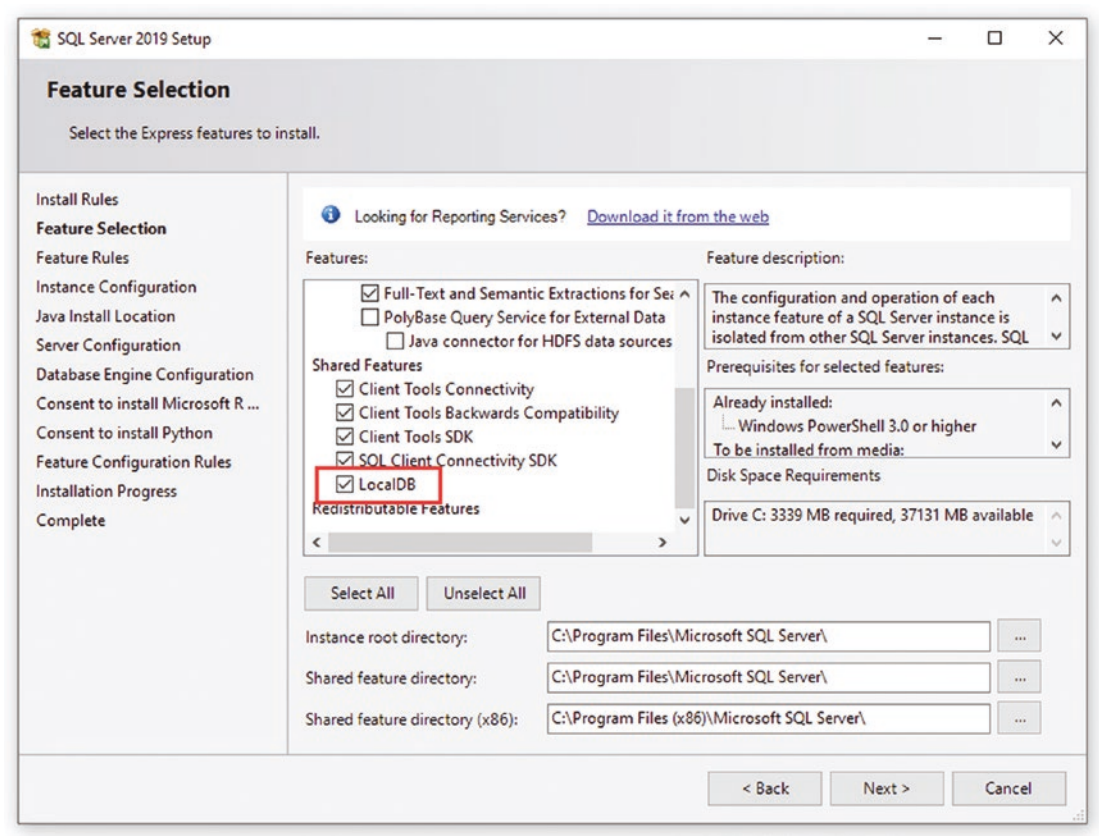 SQL Server 2019 Setup
Feature Selection
Select the Express features to install.
Install Rules
Feature Selection
Feature Rules
Instance Configuration
Java Install Location
Server Configuration
Database Engine Configuration
Consent to install Microsoft R ...
Consent to install Python
Feature Configuration Rules
Installation Progress
Complete
Looking for Reporting Services? Download it from the web
Features:
Full-Text and Semantic Extractions for Sea
PolyBase Query Service for External Data
Java connector for HDFS data sources
Shared Features
Client Tools Connectivity
Client Tools Backwards Compatibility
Client Tools SDK
SQL Client Connectivity SDK
LocalDB
Redistributable Features
Feature description:
The configuration and operation of each
instance feature of a SQL Server instance is
isolated from other SQL Server instances. SQL
Prerequisites for selected features:
Already installed:
Windows PowerShell 3.0 or higher
To be installed from media:
Disk Space Requirements
Drive C: 3339 MB required, 37131 MB available
Select All
Unselect All
Instance root directory: C:\Program Files\Microsoft SQL Server\ ...
Shared feature directory: C:\Program Files\Microsoft SQL Server\ ...
Shared feature directory (x86): C:\Program Files (x86)\Microsoft SQL Server\ ...
< Back
Next >
Cancel